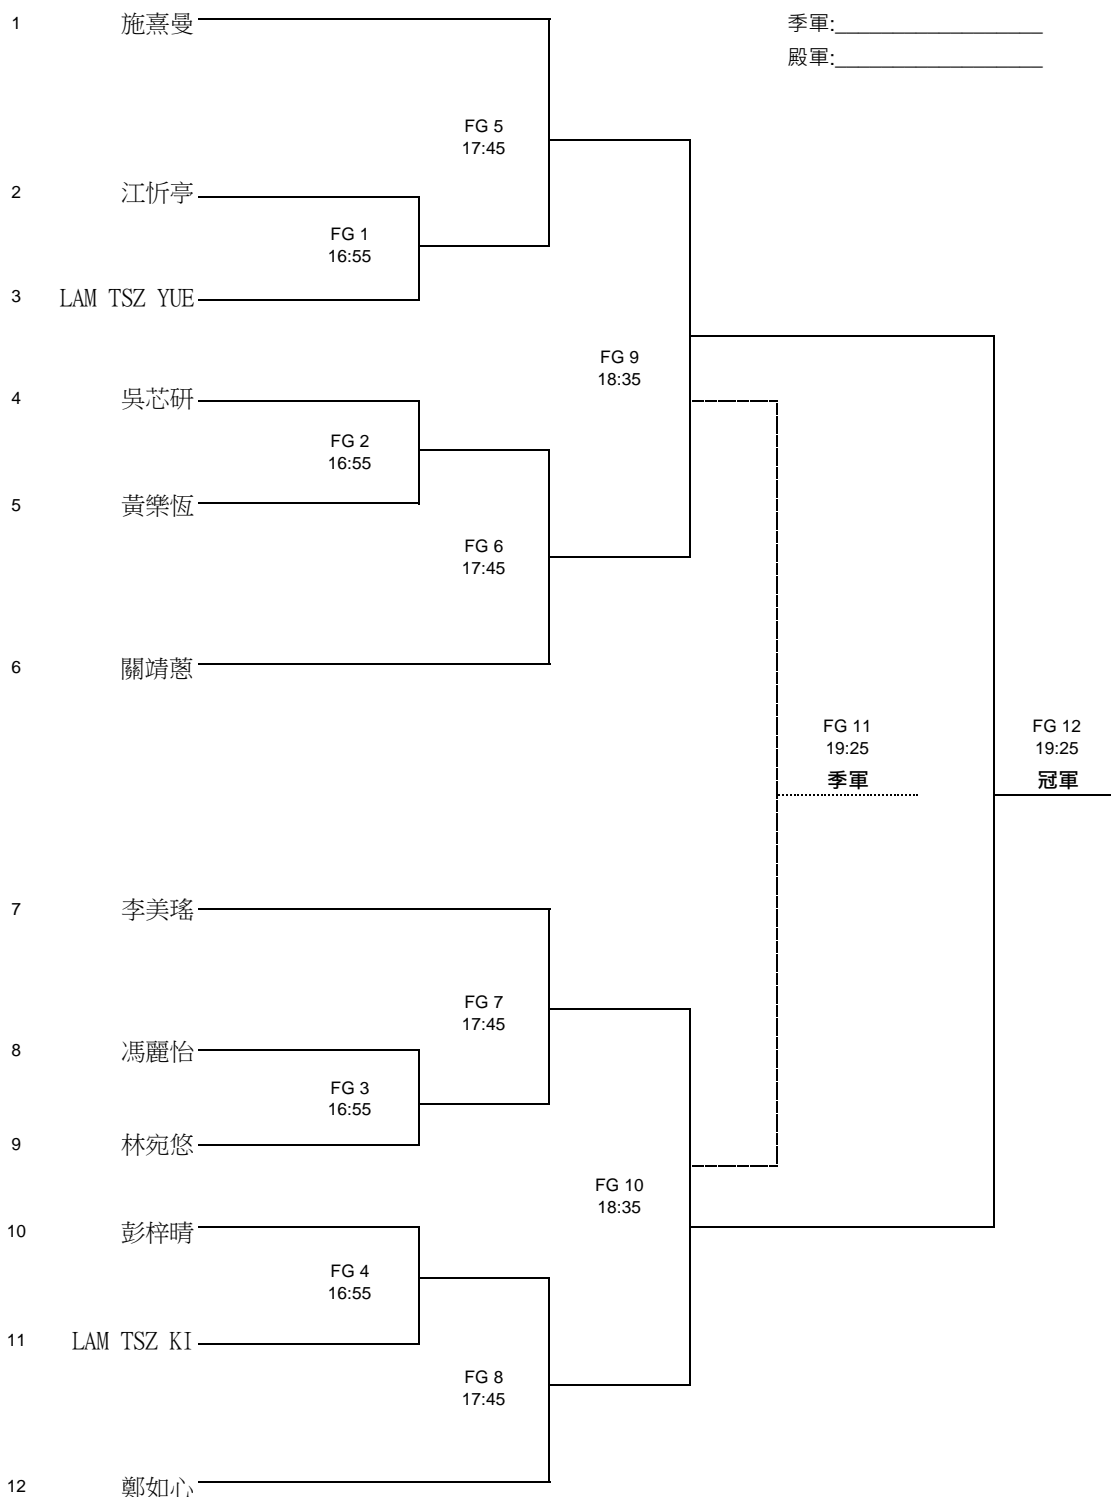 1 施熹曼
季軍:____________________
殿軍:____________________
FG 5
17:45
2 江忻亭
FG 1
16:55
3 LAM TSZ YUE
FG 9
18:35
4 吳芯研
FG 2
16:55
5 黃樂恆
FG 6
17:45
6 關靖蔥
FG 11
19:25
季軍
FG 12
19:25
冠軍
7 李美瑤
FG 7
17:45
8 馮麗怡
FG 3
16:55
9 林宛悠
FG 10
18:35
10 彭梓晴
FG 4
16:55
11 LAM TSZ KI
FG 8
17:45
12 鄭如心